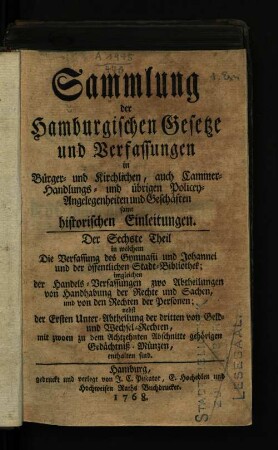 A 1975
Sammlung
der
Hamburgischen Gesetze
und Verfassungen
in
Bürger- und Kirchlichen, auch Cammer-
Handlungs- und übrigen Policey-
Angelegenheiten und Geschäften
samt
historischen Einleitungen.
Der Sechste Theil
in welchem
Die Verfassung des Gymnasii und Johannei
und der öffentlichen Stadt-Bibliothek;
imgleichen
der Handels-Verfassungen zwo Abtheilungen
von Handhabung der Rechte und Sachen,
und von den Rechten der Personen;
nebst
der Ersten Unter-Abtheilung der dritten von Geld-
und Wechsel-Rechten,
mit zween zu dem Achtzehnten Abschnitte gehörigen
Gedächtniß-Münzen,
enthalten sind.
Hamburg,
gedruckt und verlegt von J. C. Piscator, E. Hochedlen und
Hochweisen Raths Buchdrucker.
1768.
LESESAAL